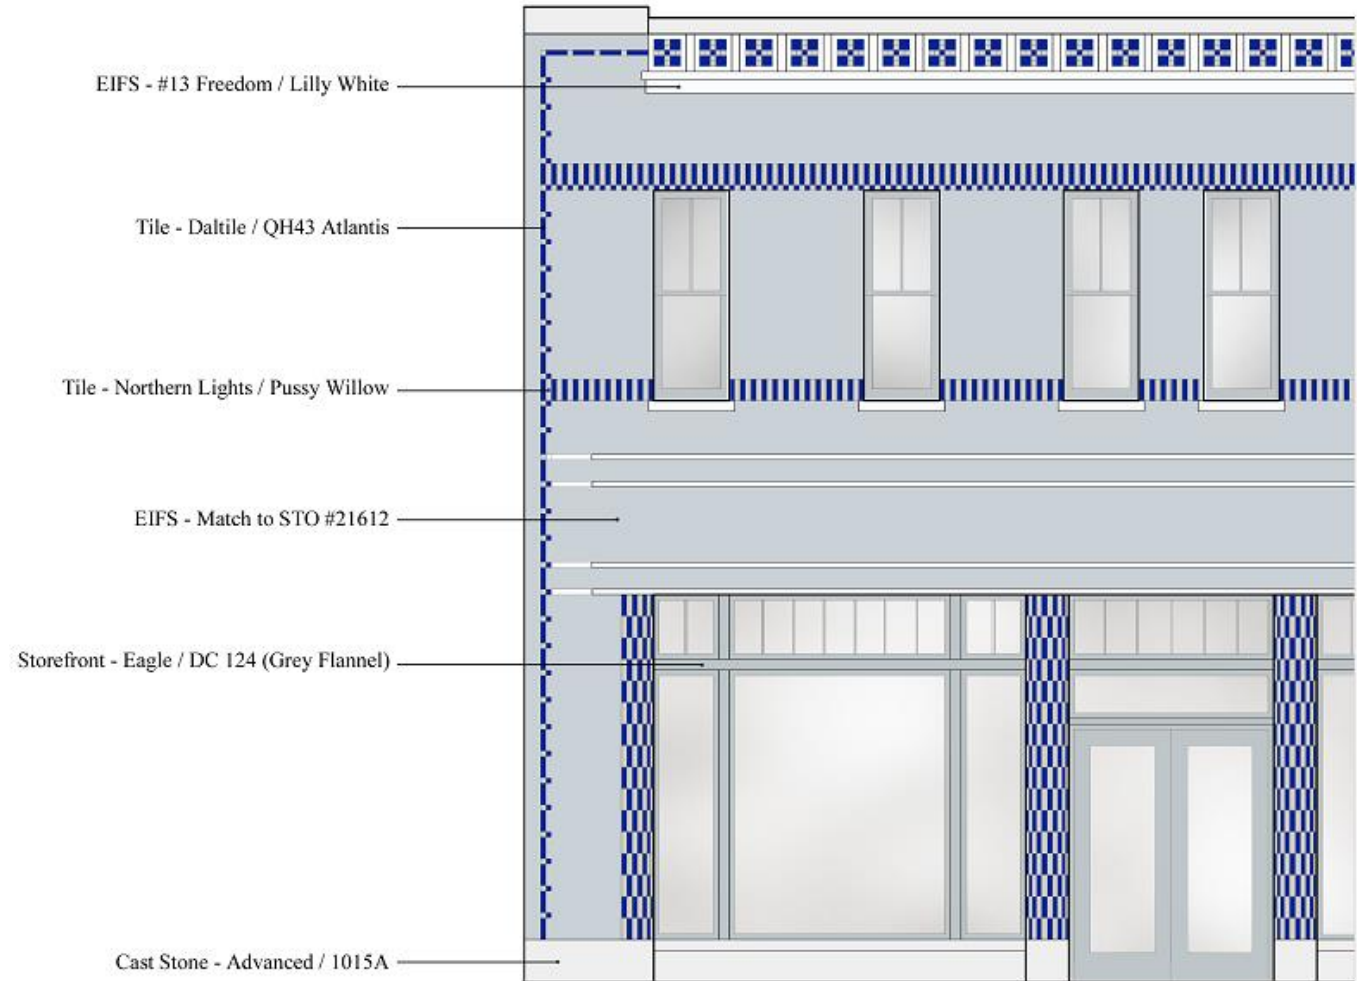 EIFS - #13 Freedom / Lilly White
Tile - Daltile / QH43 Atlantis
Tile - Northern Lights / Pussy Willow
EIFS - Match to STO #21612
Storefront - Eagle / DC 124 (Grey Flannel)
Cast Stone - Advanced / 1015A